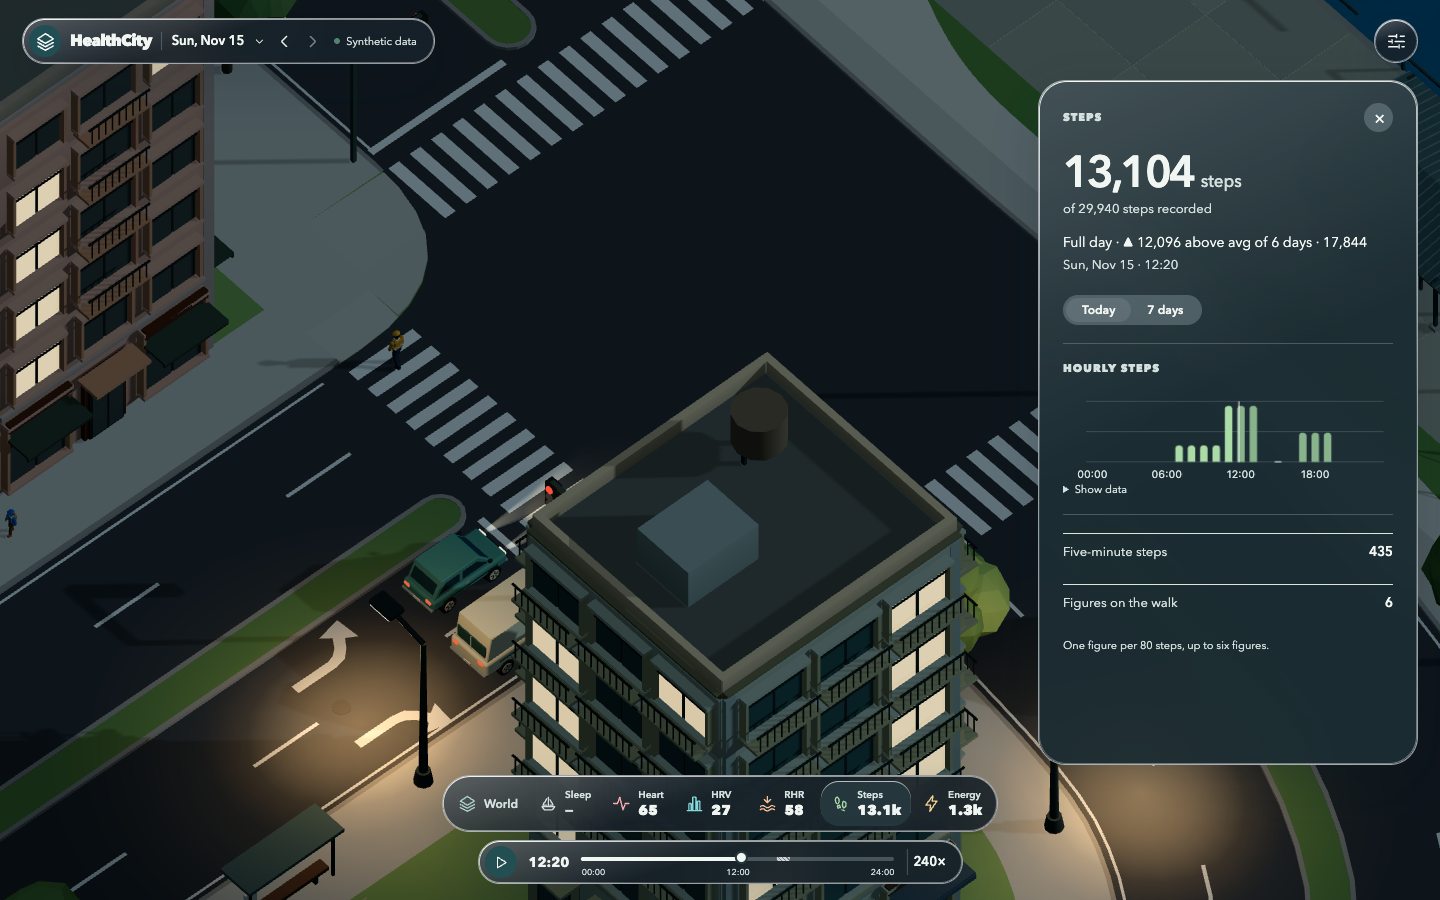 HealthCity
Sun, Nov 15
Synthetic data
STEPS
13,104 steps
of 29,940 steps recorded
Full day · ▲ 12,096 above avg of 6 days · 17,844
Sun, Nov 15 · 12:20
Today
7 days
HOURLY STEPS
00:00
06:00
12:00
18:00
Show data
Five-minute steps
435
Figures on the walk
6
One figure per 80 steps, up to six figures.
World
Sleep
–
Heart
65
HRV
27
RHR
58
Steps
13.1k
Energy
1.3k
12:20
00:00
12:00
24:00
240×